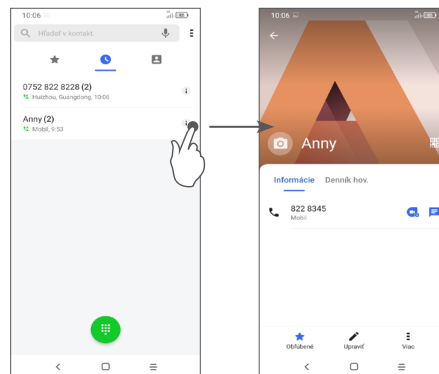 10:06
Hľadať v kontakt.
0752 822 8228 (2)
Huizhou, Guangdong, 10:06
Anny (2)
Mobil, 9:53
10:06
Anny
Informácie Denník hov.
822 8345
Mobil
Obľúbené Upraviť Viac